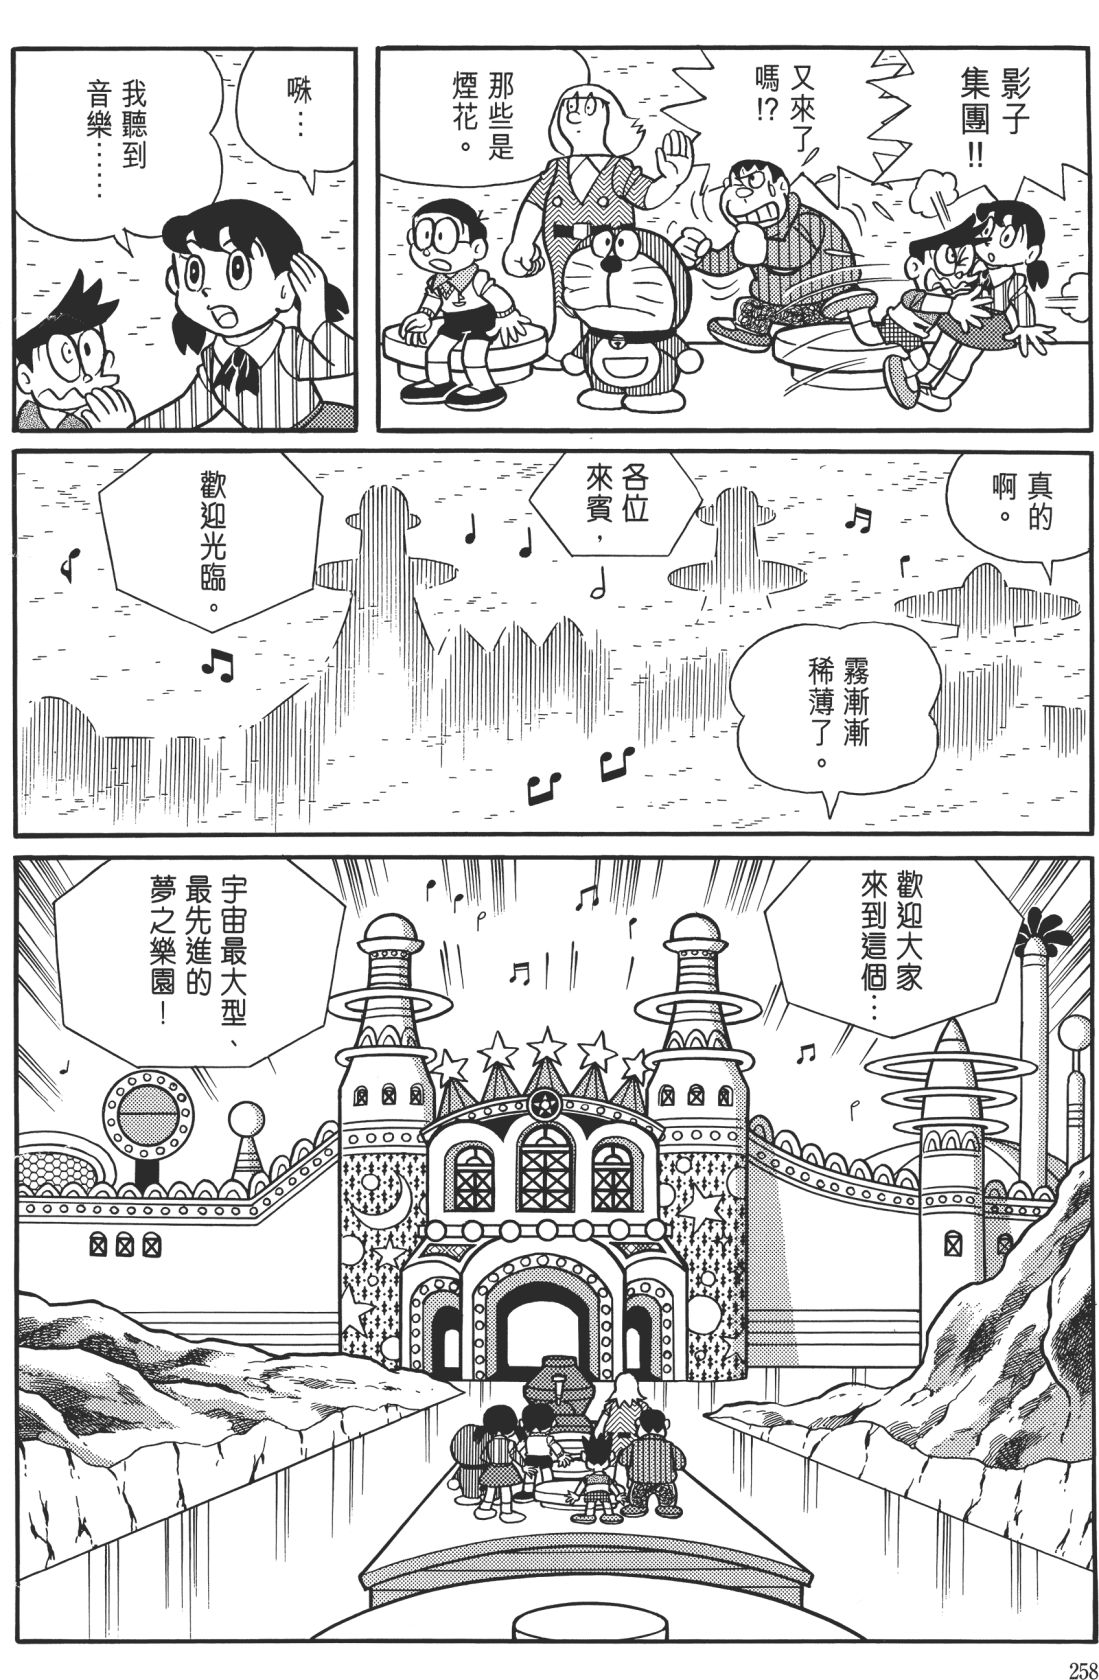 影子
集團!!
又來了
嗎!?
那些是
煙花。
咻…
我聽到
音樂……
真的
啊。
霧漸漸
稀薄了。
各位
來賓，
歡迎光臨。
歡迎大家
來到這個…
宇宙最大型、
最先進的
夢之樂園！
258